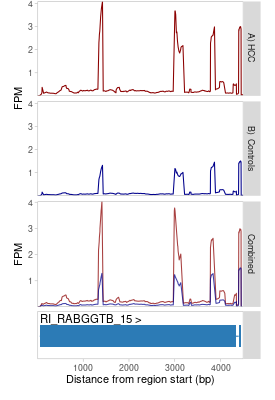 4
3
2
1
FPM
A) HCC
4
3
2
1
B) Controls
4
3
2
1
FPM
Combined
RI_RABGGTB_15 >
1000 2000 3000 4000
Distance from region start (bp)